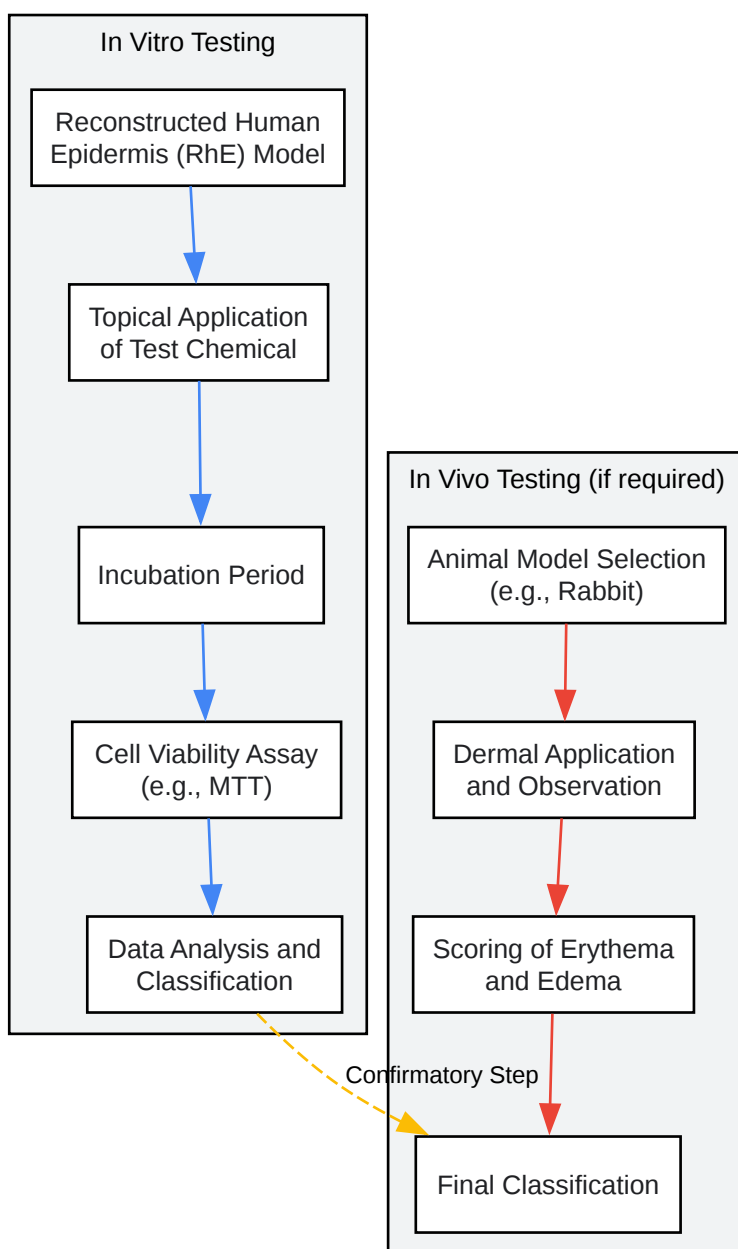 In Vitro Testing
Reconstructed Human
Epidermis (RhE) Model
Topical Application
of Test Chemical
Incubation Period
Cell Viability Assay
(e.g., MTT)
Data Analysis and
Classification
In Vivo Testing (if required)
Animal Model Selection
(e.g., Rabbit)
Dermal Application
and Observation
Scoring of Erythema
and Edema
Confirmatory Step
Final Classification